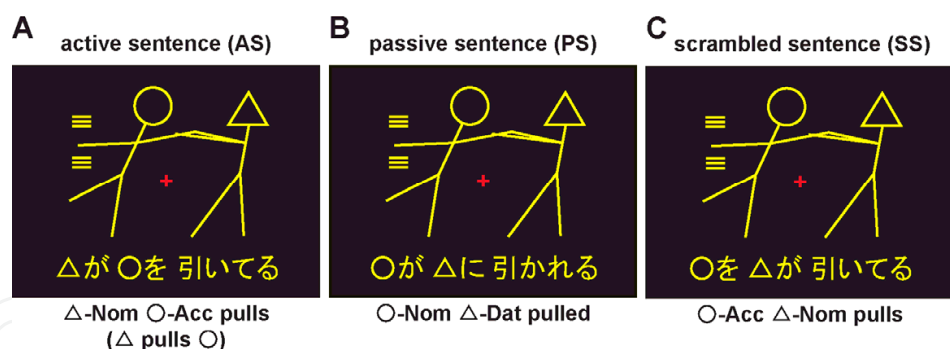 A
active sentence (AS)
△が ○を 引いてる
△-Nom ○-Acc pulls
(△ pulls ○)
B
passive sentence (PS)
○が △に 引かれる
○-Nom △-Dat pulled
C
scrambled sentence (SS)
○を △が 引いてる
○-Acc △-Nom pulls